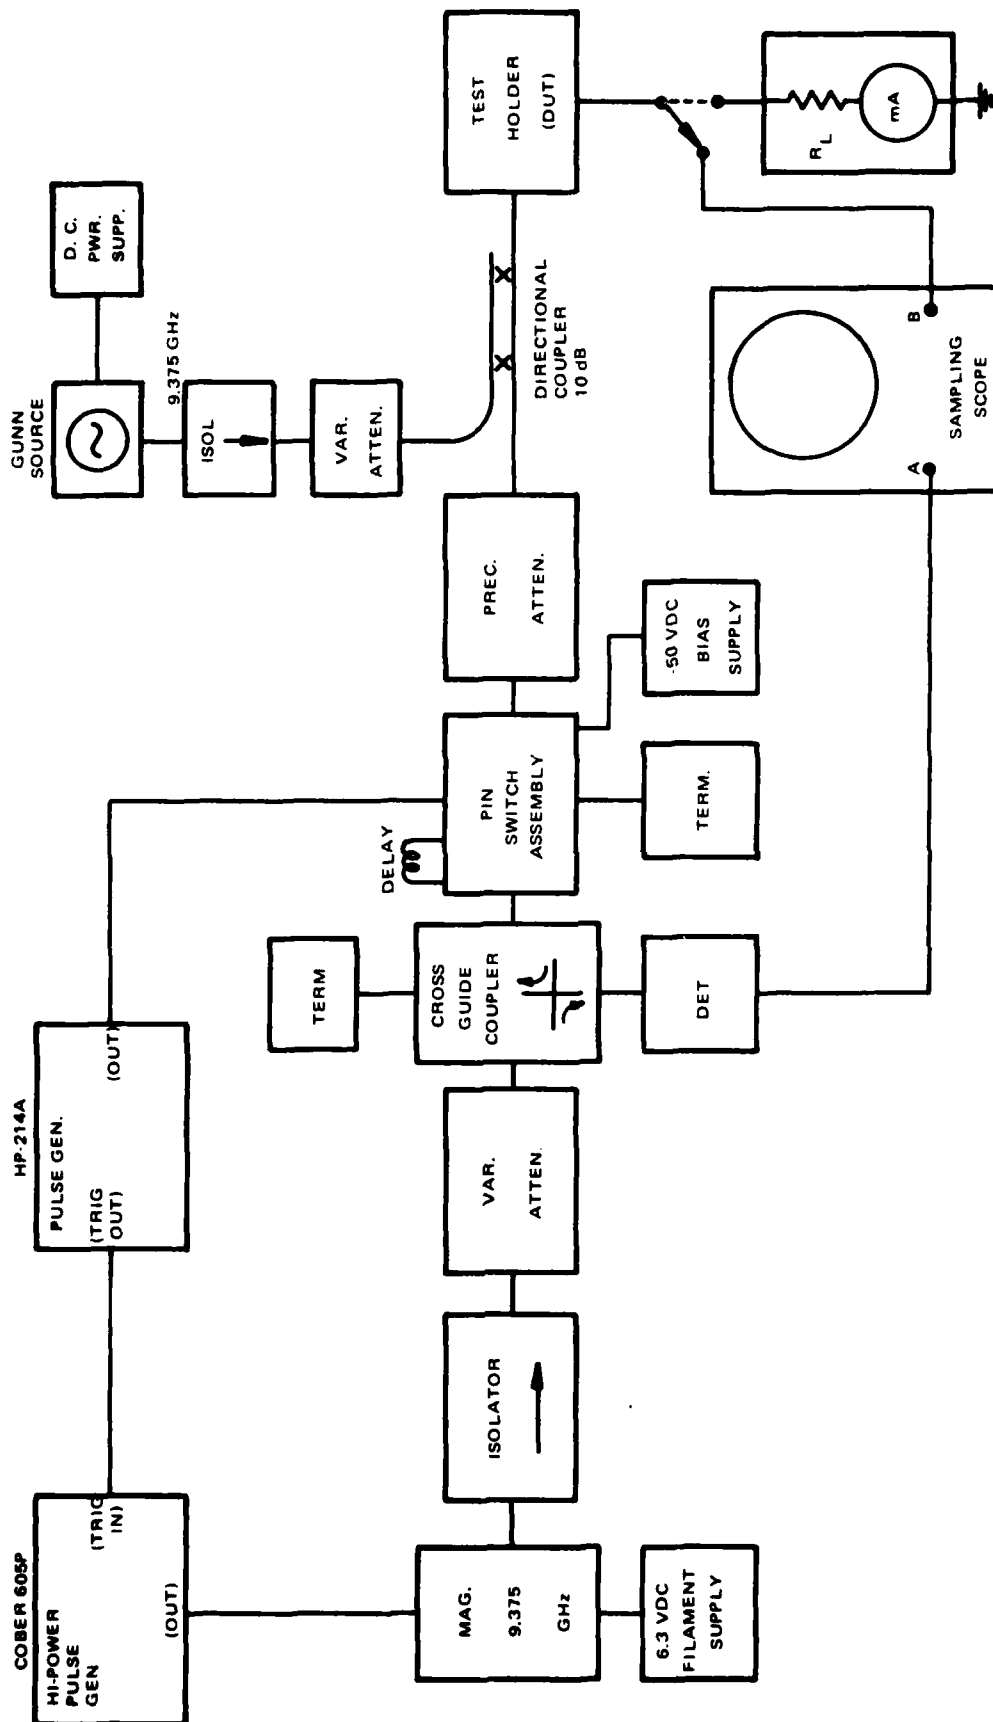 COBER 605P
HI-POWER
PULSE
GEN
(TRIG
IN)
(OUT)
HP-214A
PULSE GEN.
(TRIG
OUT)
(OUT)
GUNN
SOURCE
D. C.
PWR.
SUPP.
9.375 GHz
ISOL
VAR.
ATTEN.
TERM
DELAY
MAG.
9.375
GHz
ISOLATOR
VAR.
ATTEN.
CROSS
GUIDE
COUPLER
PIN
SWITCH
ASSEMBLY
PREC.
ATTEN.
DIRECTIONAL
COUPLER
10 dB
TEST
HOLDER
(DUT)
6.3 VDC
FILAMENT
SUPPLY
DET
TERM.
-50 VDC
BIAS
SUPPLY
A
B
SAMPLING
SCOPE
RL
mA